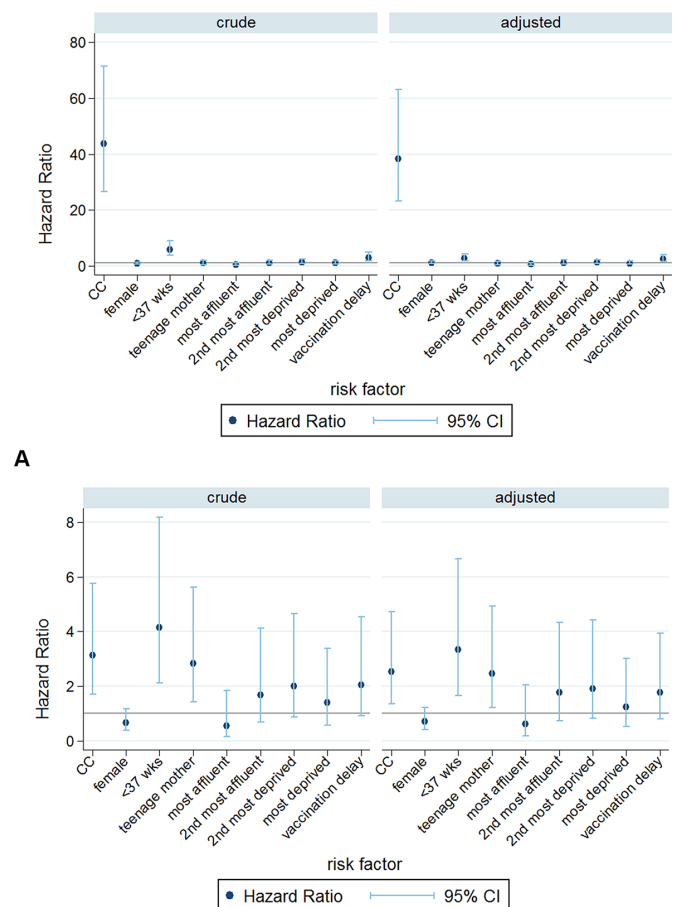 crude adjusted
80
60
40
20
0
Hazard Ratio
CC female <37 wks teenage mother most affluent 2nd most affluent 2nd most deprived most deprived vaccination delay CC female <37 wks teenage mother most affluent 2nd most affluent 2nd most deprived most deprived vaccination delay
risk factor
Hazard Ratio 95% CI
A
crude adjusted
8
6
4
2
0
Hazard Ratio
CC female <37 wks teenage mother most affluent 2nd most affluent 2nd most deprived most deprived vaccination delay CC female <37 wks teenage mother most affluent 2nd most affluent 2nd most deprived most deprived vaccination delay
risk factor
Hazard Ratio 95% CI